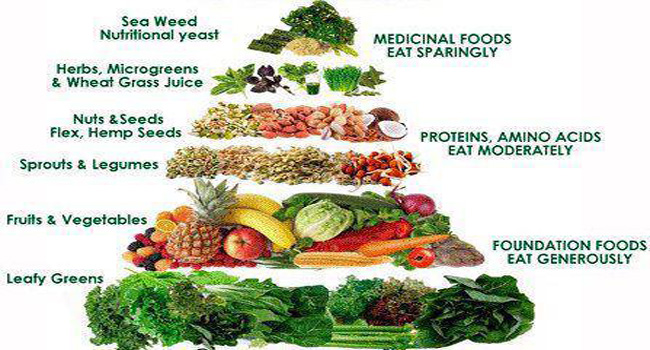 Sea Weed
Nutritional yeast
MEDICINAL FOODS
EAT SPARINGLY
Herbs, Microgreens
& Wheat Grass Juice
Nuts &Seeds
Flex, Hemp Seeds
PROTEINS, AMINO ACIDS
EAT MODERATELY
Sprouts & Legumes
Fruits & Vegetables
FOUNDATION FOODS
EAT GENEROUSLY
Leafy Greens